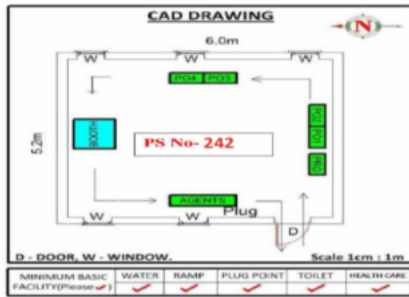 CAD DRAWING
N
6.0m
W W W
PO4 PO3
5.2m
BOOTH
PS No- 242
PO2
PO1
PRO
AGENTS
Plug
W W
D
D - DOOR, W - WINDOW.
Scale 1cm : 1m
MINIMUM BASIC FACILITY(Please✓) WATER RAMP PLUG POINT TOILET HEALTH CARE
✓ ✓ ✓ ✓ ✓